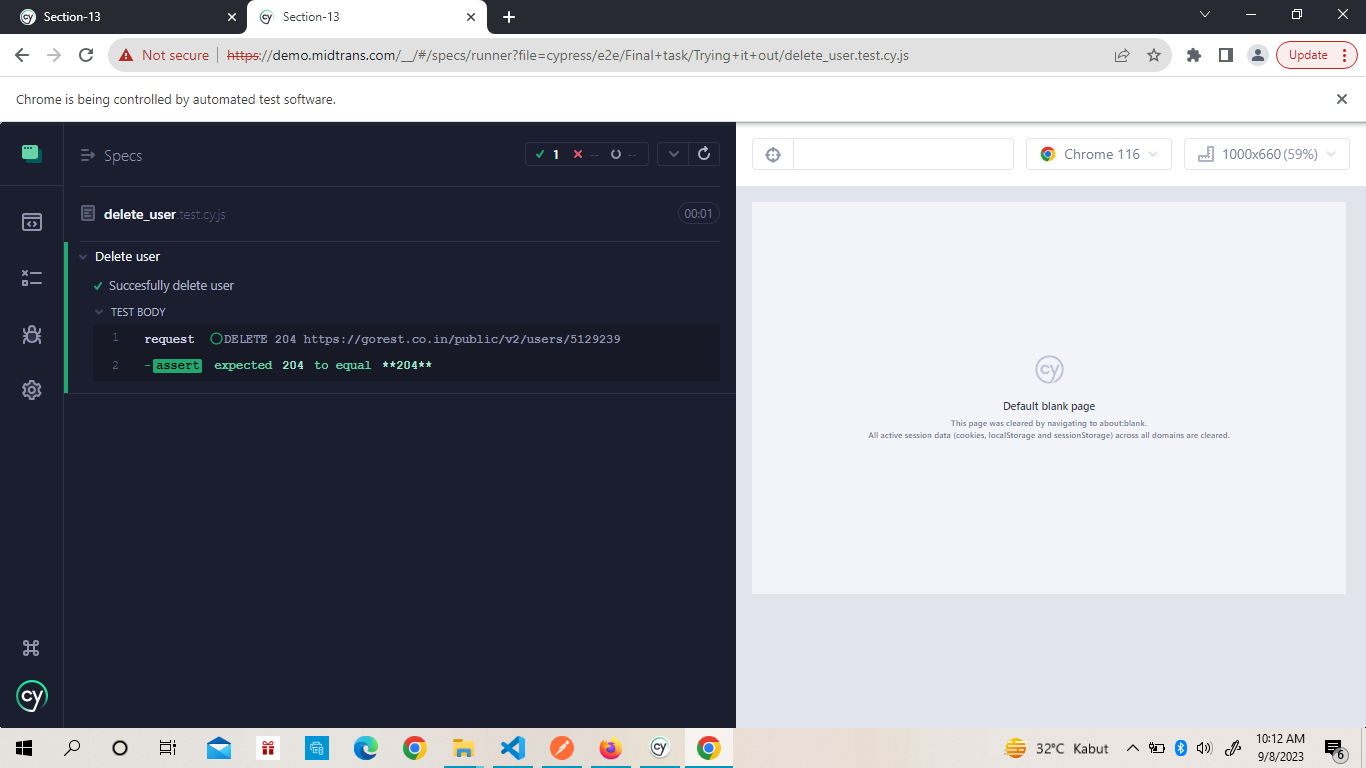 cy Section-13
cy Section-13
Not secure https://demo.midtrans.com/__/#/specs/runner?file=cypress/e2e/Final+task/Trying+it+out/delete_user.test.cy.js
Update
Chrome is being controlled by automated test software.
Specs
1 -- --
Chrome 116
1000x660 (59%)
delete_user.test.cy.js
00:01
Delete user
Succesfully delete user
TEST BODY
1 request DELETE 204 https://gorest.co.in/public/v2/users/5129239
2 -assert expected 204 to equal **204**
cy
Default blank page
This page was cleared by navigating to about:blank.
All active session data (cookies, localStorage and sessionStorage) across all domains are cleared.
cy
cy
32°C Kabut
10:12 AM
9/8/2023
6